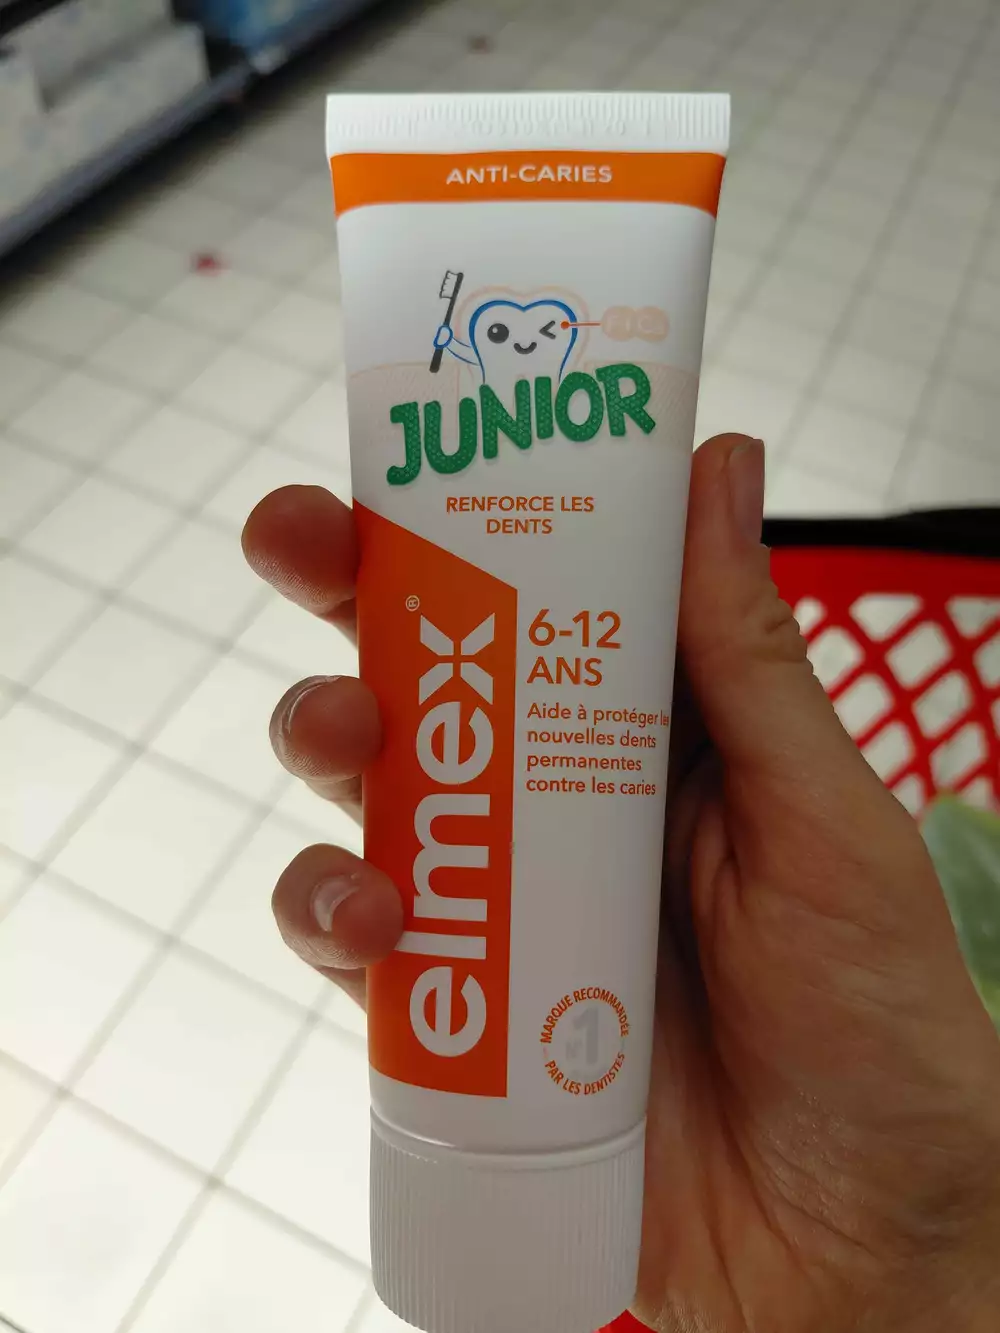 ANTI-CARIES
JUNIOR
RENFORCE LES
DENTS
elmex®
6-12
ANS
Aide à protéger les
nouvelles dents
permanentes
contre les caries
MARQUE RECOMMANDÉE
N°1
PAR LES DENTISTES